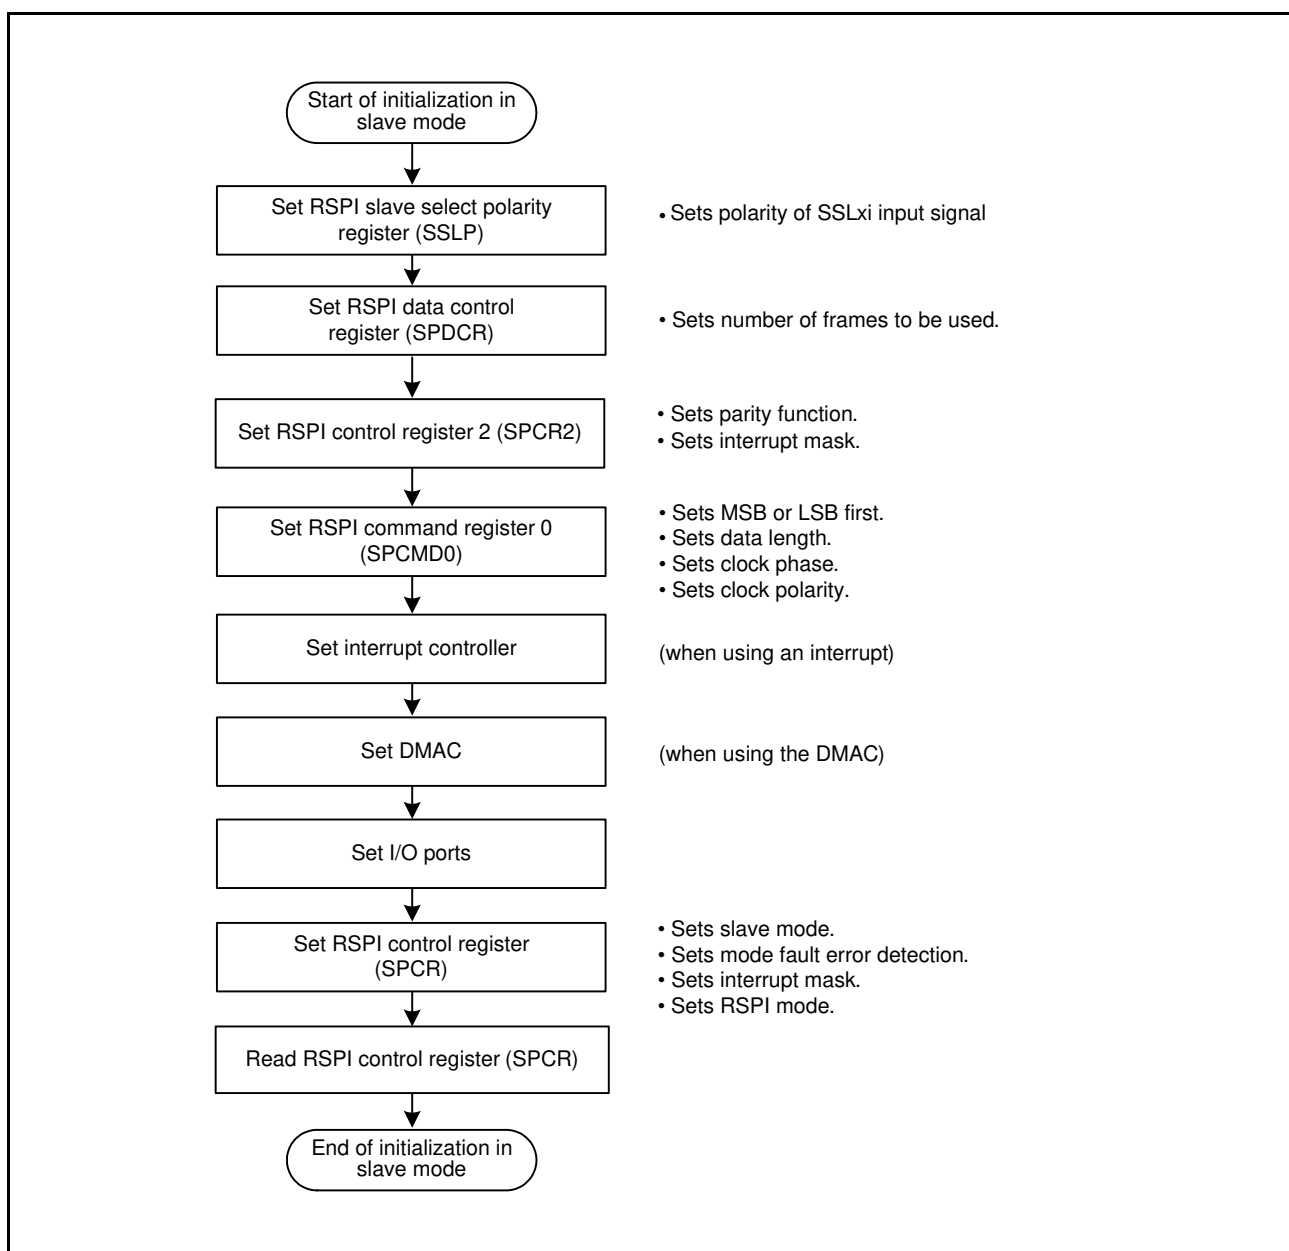 Start of initialization in
slave mode
Set RSPI slave select polarity
register (SSLP)
• Sets polarity of SSLxi input signal
Set RSPI data control
register (SPDCR)
• Sets number of frames to be used.
Set RSPI control register 2 (SPCR2)
• Sets parity function.
• Sets interrupt mask.
Set RSPI command register 0
(SPCMD0)
• Sets MSB or LSB first.
• Sets data length.
• Sets clock phase.
• Sets clock polarity.
Set interrupt controller
(when using an interrupt)
Set DMAC
(when using the DMAC)
Set I/O ports
Set RSPI control register
(SPCR)
• Sets slave mode.
• Sets mode fault error detection.
• Sets interrupt mask.
• Sets RSPI mode.
Read RSPI control register (SPCR)
End of initialization in
slave mode